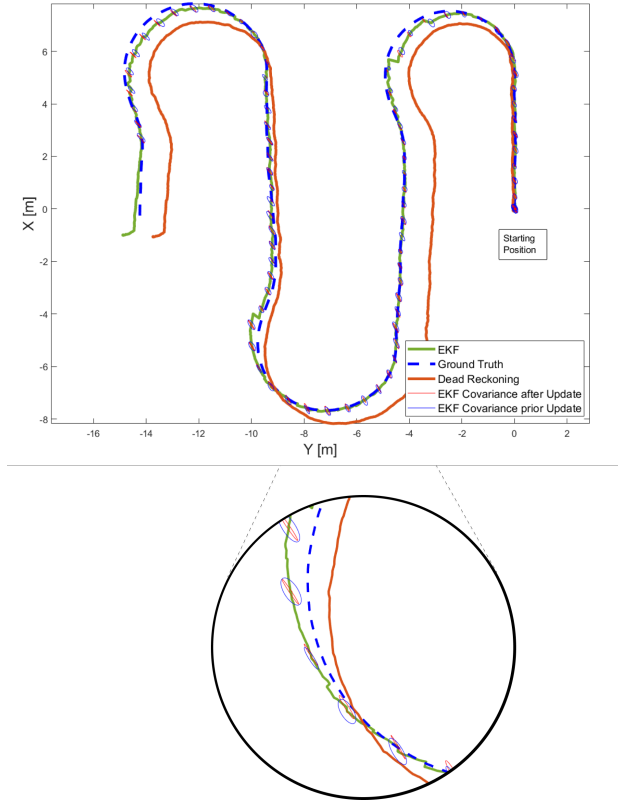 6
4
2
0
-2
-4
-6
-8
X [m]
Starting
Position
EKF
Ground Truth
Dead Reckoning
EKF Covariance after Update
EKF Covariance prior Update
-16 -14 -12 -10 -8 -6 -4 -2 0 2
Y [m]